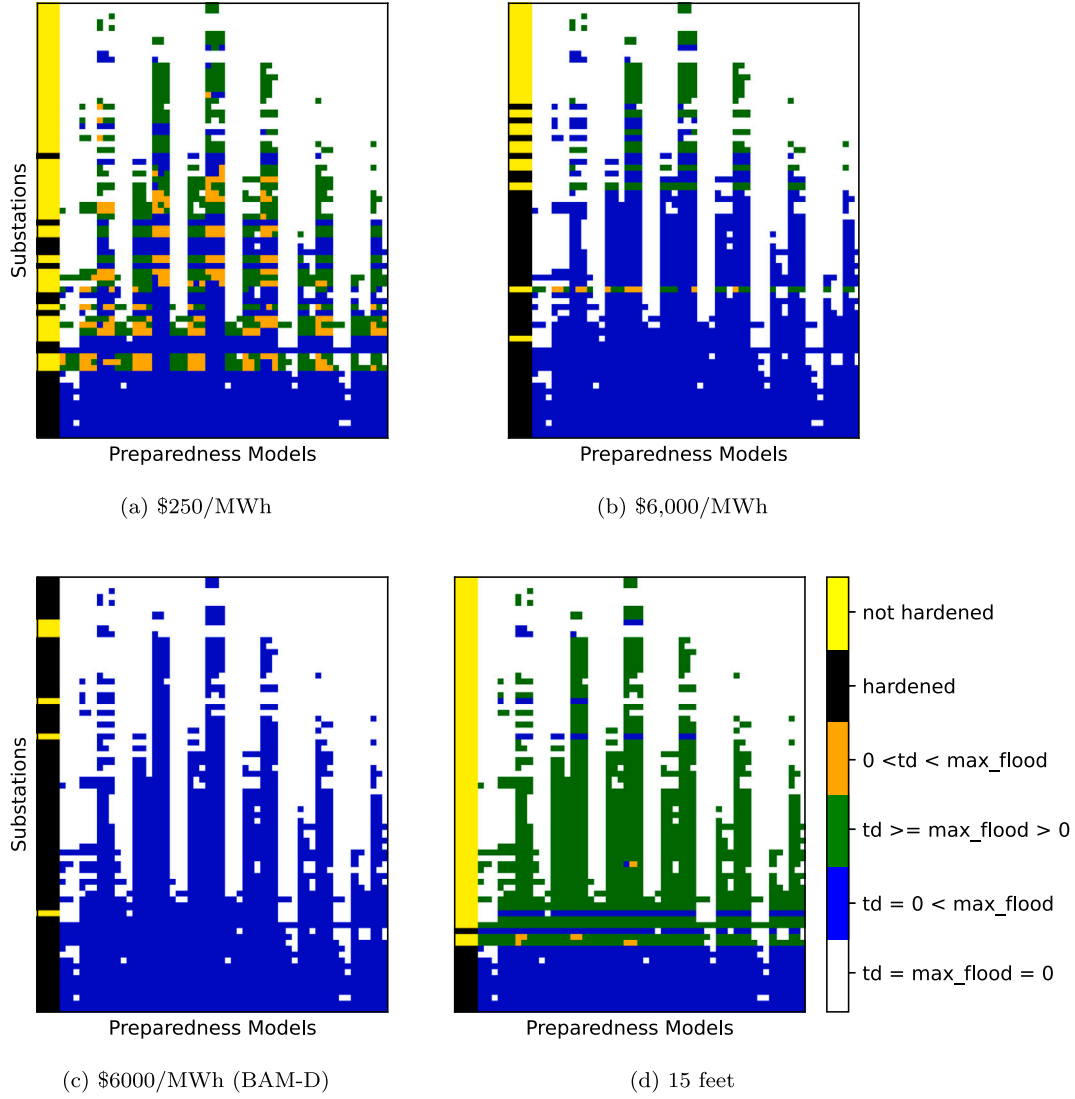 Substations
Preparedness Models
Preparedness Models
(a) $250/MWh
(b) $6,000/MWh
Substations
not hardened
hardened
0 <td < max_flood
td >= max_flood > 0
td = 0 < max_flood
td = max_flood = 0
Preparedness Models
Preparedness Models
(c) $6000/MWh (BAM-D)
(d) 15 feet